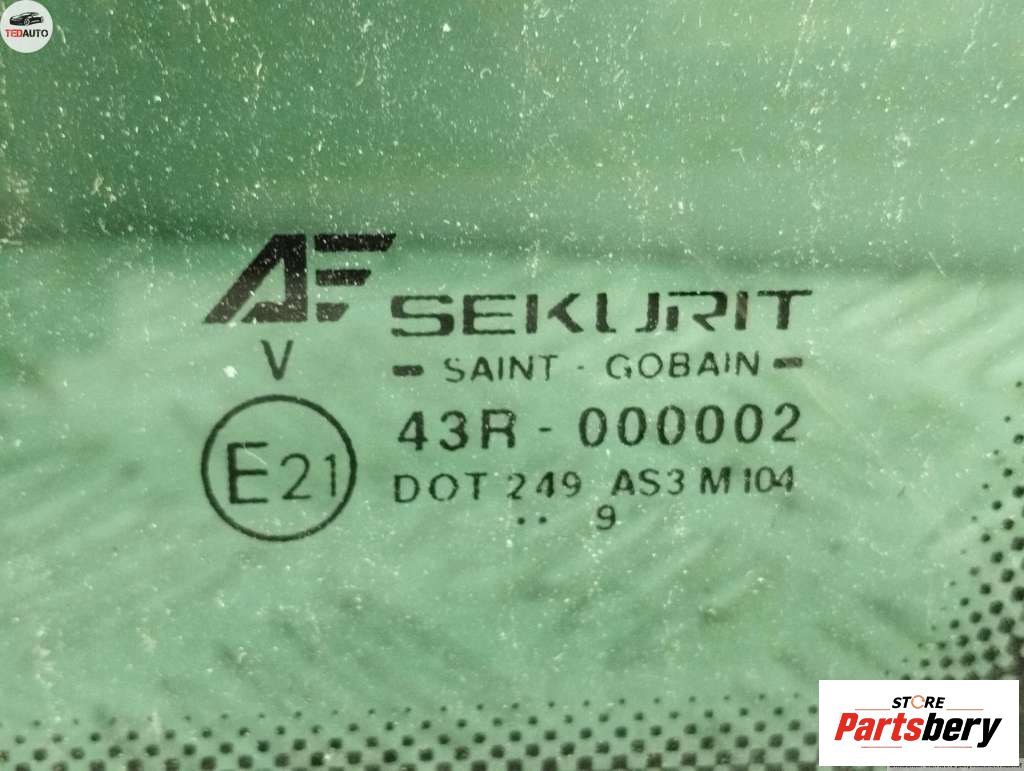 TEDAUTO
AF SEKURIT
V
SAINT - GOBAIN
E21
43R - 000002
DOT 249 AS3 M104
.. 9
STORE
Partsbery